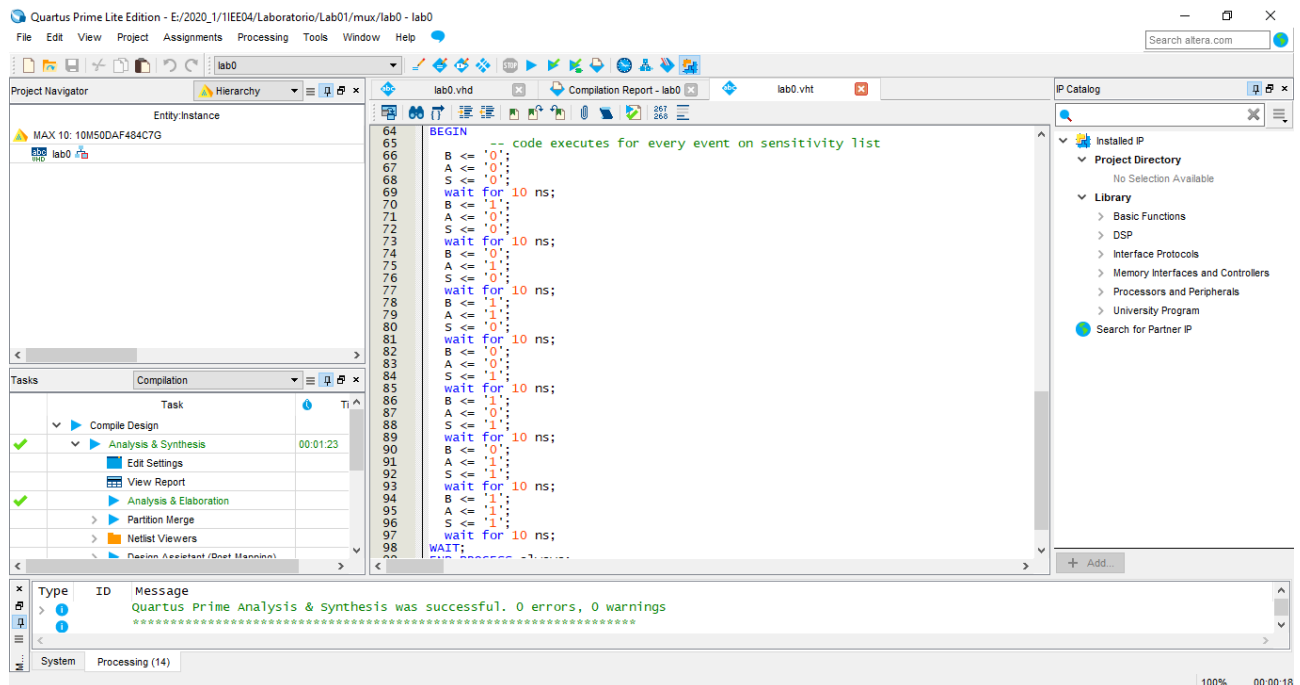 Quartus Prime Lite Edition - E:/2020_1/1IEE04/Laboratorio/Lab01/mux/lab0 - lab0
File Edit View Project Assignments Processing Tools Window Help
Search altera.com
lab0
STOP
Project Navigator
Hierarchy
Entity:Instance
MAX 10: 10M50DAF484C7G
lab0
lab0.vhd
Compilation Report - lab0
lab0.vht
267
268
64 BEGIN
65 -- code executes for every event on sensitivity list
66 B <= '0';
67 A <= '0';
68 S <= '0';
69 wait for 10 ns;
70 B <= '1';
71 A <= '0';
72 S <= '0';
73 wait for 10 ns;
74 B <= '0';
75 A <= '1';
76 S <= '0';
77 wait for 10 ns;
78 B <= '1';
79 A <= '1';
80 S <= '0';
81 wait for 10 ns;
82 B <= '0';
83 A <= '0';
84 S <= '1';
85 wait for 10 ns;
86 B <= '1';
87 A <= '0';
88 S <= '1';
89 wait for 10 ns;
90 B <= '0';
91 A <= '1';
92 S <= '1';
93 wait for 10 ns;
94 B <= '1';
95 A <= '1';
96 S <= '1';
97 wait for 10 ns;
98 WAIT;
IP Catalog
Installed IP
Project Directory
No Selection Available
Library
Basic Functions
DSP
Interface Protocols
Memory Interfaces and Controllers
Processors and Peripherals
University Program
Search for Partner IP
+ Add...
Tasks
Compilation
Task
Compile Design
Analysis & Synthesis 00:01:23
Edit Settings
View Report
Analysis & Elaboration
Partition Merge
Netlist Viewers
Design Assistant (Post-Mapping)
Type ID Message
Quartus Prime Analysis & Synthesis was successful. 0 errors, 0 warnings
System Processing (14)
100% 00:00:18